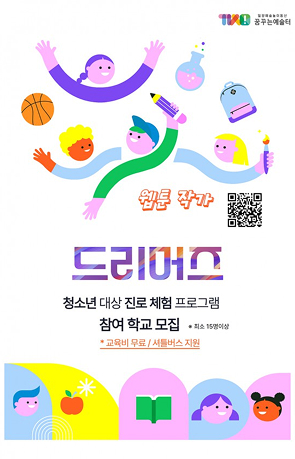 꿈꾸는예술터
웹툰 작가
드리머즈
청소년 대상 진로 체험 프로그램
참여 학교 모집 * 최소 15명이상
* 교육비 무료 / 셔틀버스 지원